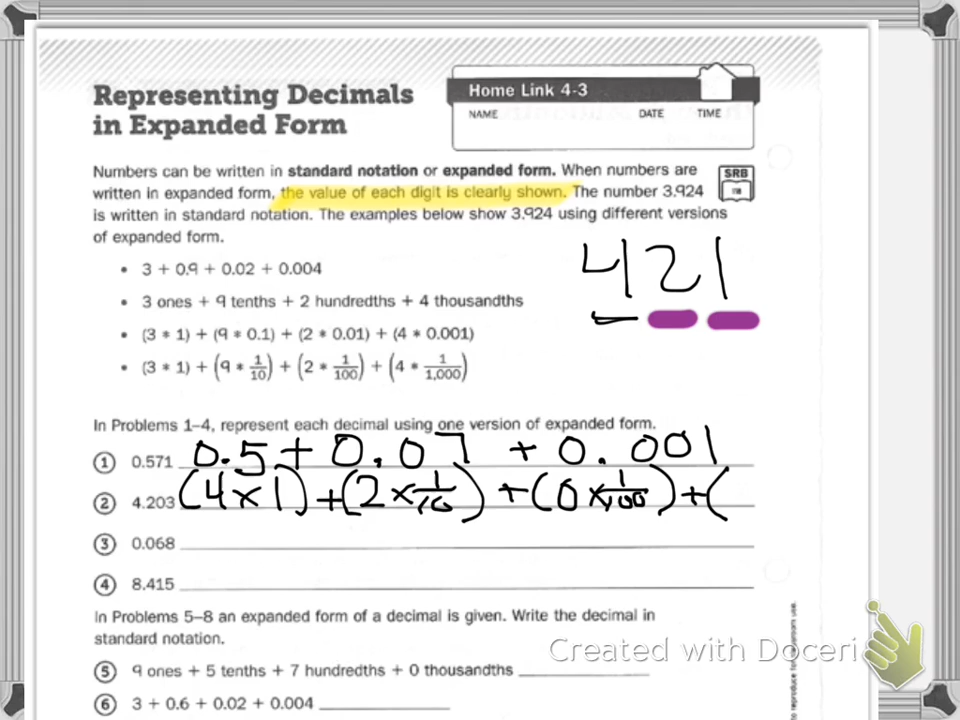 Representing Decimals
in Expanded Form
Home Link 4-3
NAME DATE TIME
Numbers can be written in standard notation or expanded form. When numbers are
written in expanded form, the value of each digit is clearly shown. The number 3.924
is written in standard notation. The examples below show 3.924 using different versions
of expanded form.
SRB
421
• 3 + 0.9 + 0.02 + 0.004
• 3 ones + 9 tenths + 2 hundredths + 4 thousandths
• (3 * 1) + (9 * 0.1) + (2 * 0.01) + (4 * 0.001)
• (3 * 1) + (9 * 1/10) + (2 * 1/100) + (4 * 1/1,000)
In Problems 1–4, represent each decimal using one version of expanded form.
① 0.571 0.5 + 0.07 + 0.001
② 4.203 (4 × 1) + (2 × 1/10) + (0 × 1/100) + (
③ 0.068
④ 8.415
In Problems 5–8 an expanded form of a decimal is given. Write the decimal in
standard notation.
⑤ 9 ones + 5 tenths + 7 hundredths + 0 thousandths
⑥ 3 + 0.6 + 0.02 + 0.004
Created with Doceri